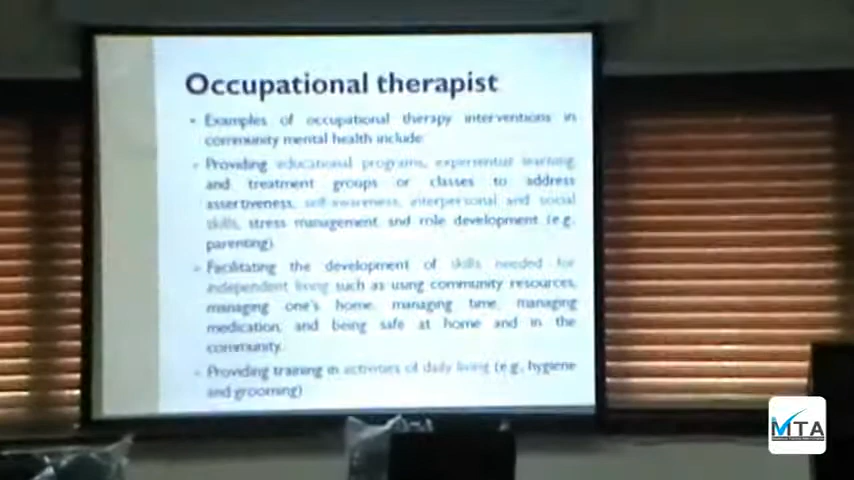 Occupational therapist
• Examples of occupational therapy interventions in
community mental health include:
Providing educational programs, experiential learning,
and treatment groups or classes to address
assertiveness, self-awareness, interpersonal and social
skills, stress management, and role development (e.g.,
parenting)
Facilitating the development of skills needed for
independent living such as using community resources,
managing one's home, managing time, managing
medication, and being safe at home and in the
community.
Providing training in activities of daily living (e.g., hygiene
and grooming)
MTA